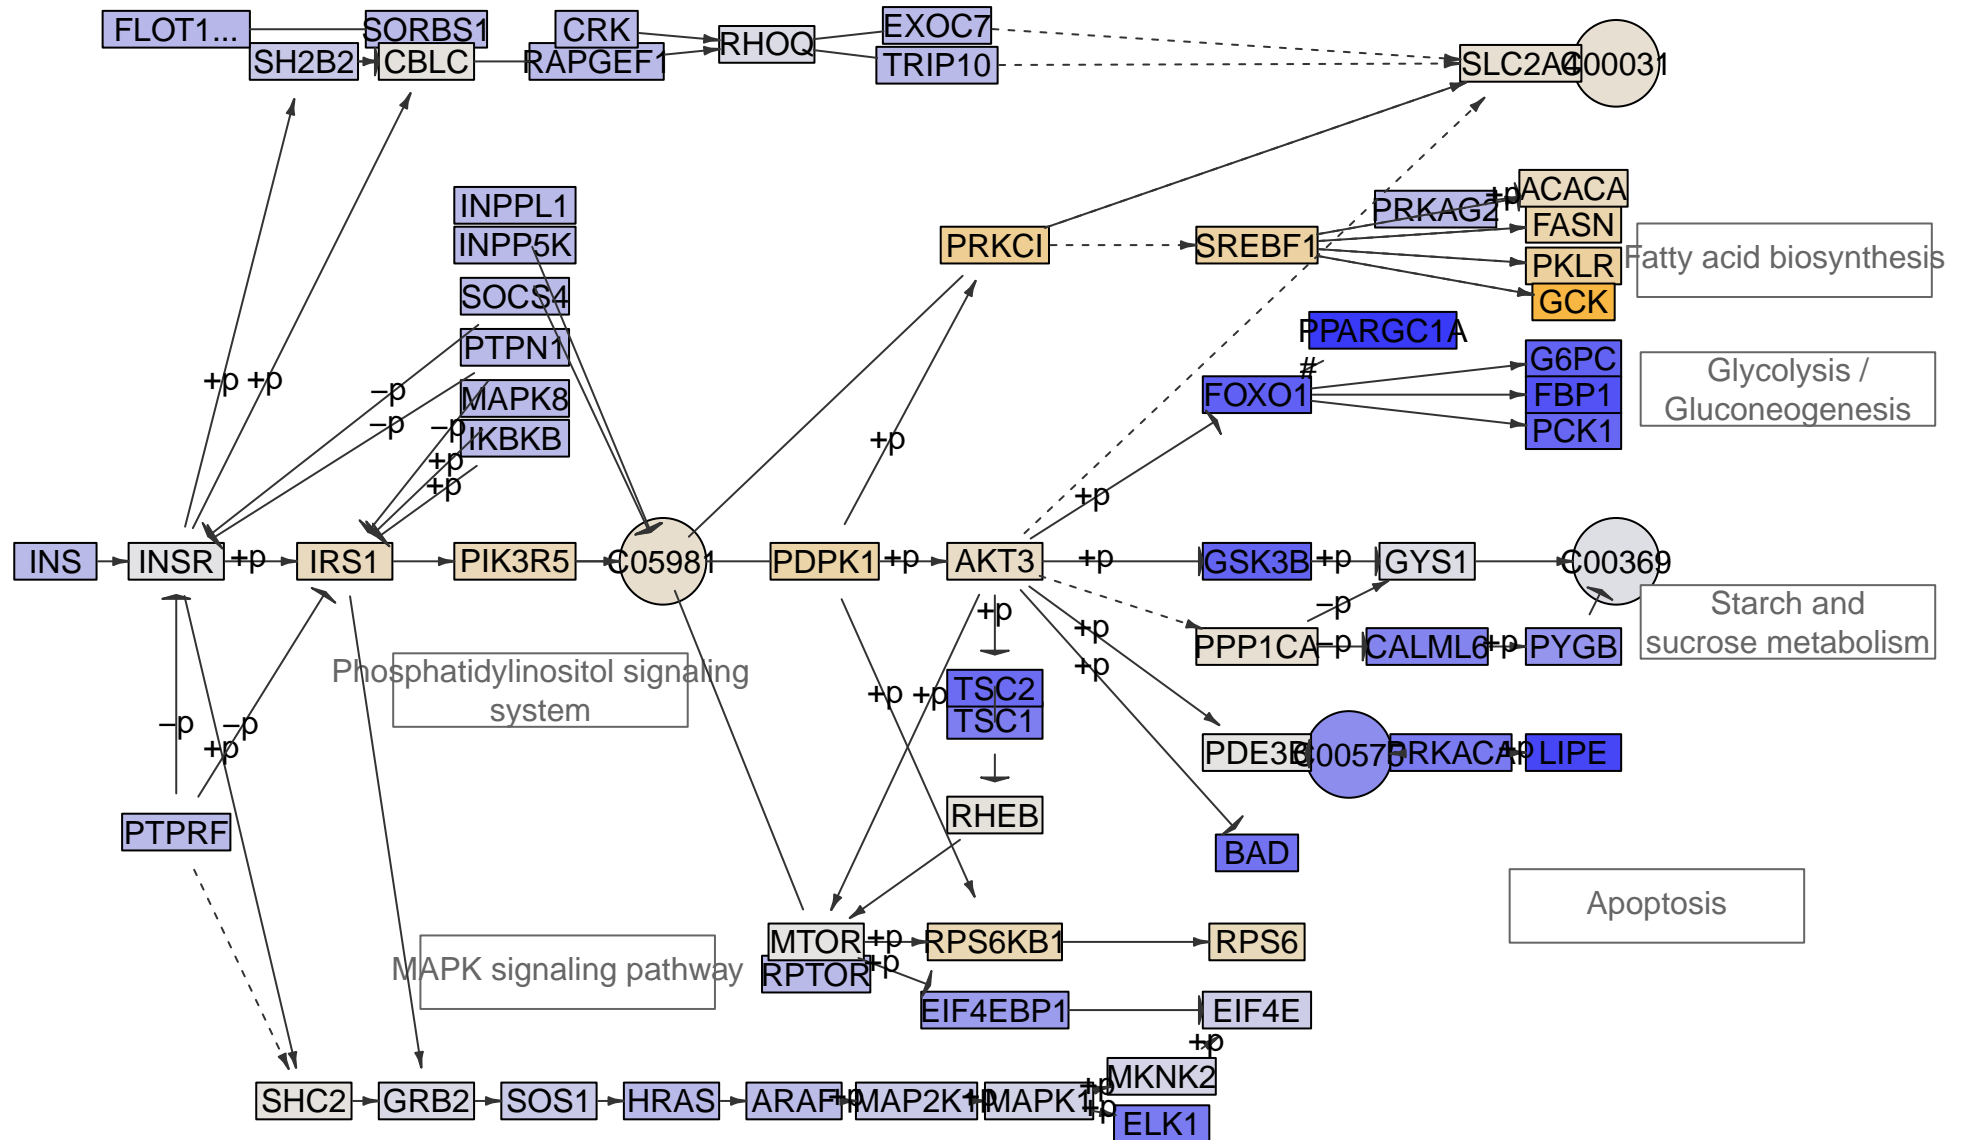 FLOT1...
SORBS1
CRK
EXOC7
SH2B2
CBLC
RAPGEF1
RHOQ
TRIP10
SLC2A4
C00031
INPPL1
INPP5K
SOCS4
PTPN1
MAPK8
IKBKB
PRKCI
SREBF1
PRKAG2
+p
ACACA
FASN
PKLR
GCK
Fatty acid biosynthesis
PPARGC1A
#
FOXO1
G6PC
FBP1
PCK1
Glycolysis /
Gluconeogenesis
+p
+p
−p
−p
−p
+p
+p
+p
+p
INS
INSR
+p
IRS1
PIK3R5
C05981
PDPK1
+p
AKT3
+p
GSK3B
+p
GYS1
C00369
−p
PPP1CA
−p
CALML6
+p
PYGB
Starch and
sucrose metabolism
+p
+p
+p
Phosphatidylinositol signaling
system
+p
+p
TSC2
TSC1
−p
+p
−p
PDE3B
C00575
PRKACA
+p
LIPE
PTPRF
RHEB
BAD
Apoptosis
MTOR
+p
RPS6KB1
RPS6
RPTOR
+p
MAPK signaling pathway
EIF4EBP1
EIF4E
+p
SHC2
GRB2
SOS1
HRAS
ARAF
+p
MAP2K1
+p
MAPK1
+p
+p
MKNK2
ELK1